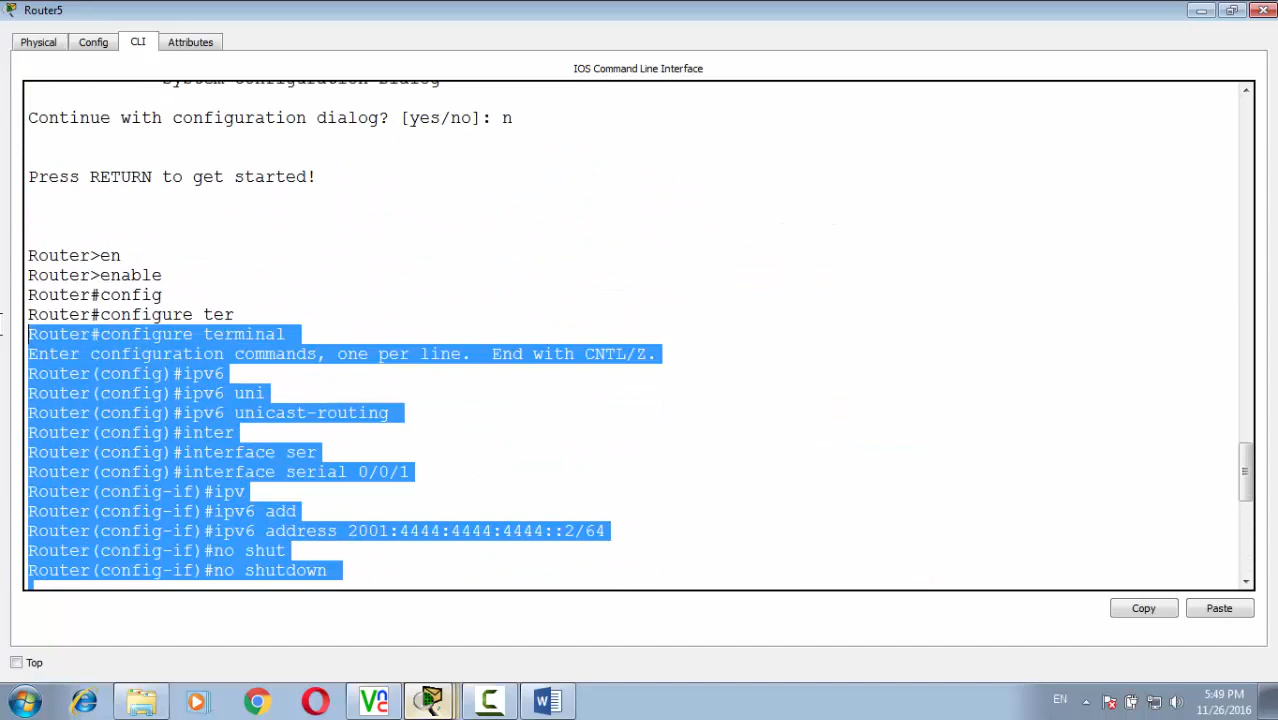 Router5
Physical Config CLI Attributes
IOS Command Line Interface
System Configuration Dialog
Continue with configuration dialog? [yes/no]: n
Press RETURN to get started!
Router>en
Router>enable
Router#config
Router#configure ter
Router#configure terminal
Enter configuration commands, one per line.  End with CNTL/Z.
Router(config)#ipv6
Router(config)#ipv6 uni
Router(config)#ipv6 unicast-routing
Router(config)#inter
Router(config)#interface ser
Router(config)#interface serial 0/0/1
Router(config-if)#ipv
Router(config-if)#ipv6 add
Router(config-if)#ipv6 address 2001:4444:4444:4444::2/64
Router(config-if)#no shut
Router(config-if)#no shutdown
Copy Paste
Top
EN
5:49 PM
11/26/2016